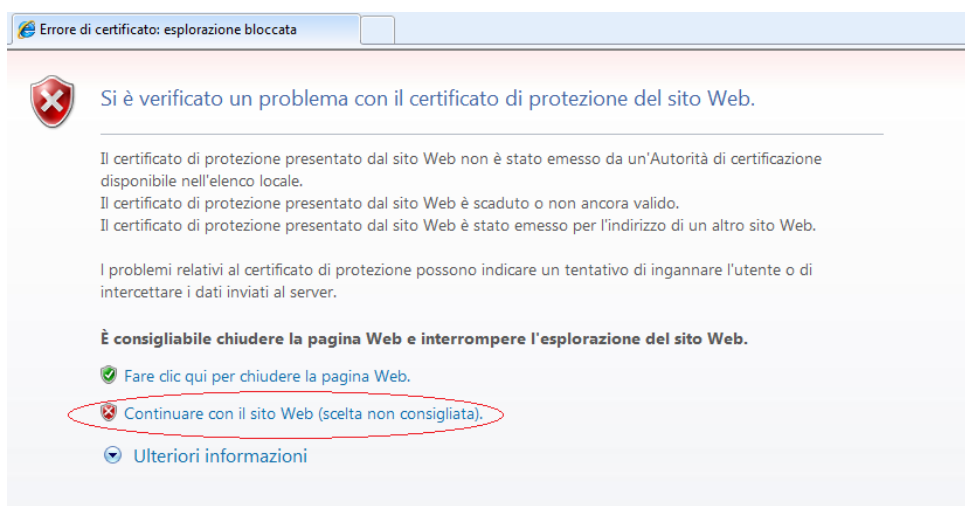 Errore di certificato: esplorazione bloccata
Si è verificato un problema con il certificato di protezione del sito Web.
Il certificato di protezione presentato dal sito Web non è stato emesso da un'Autorità di certificazione
disponibile nell'elenco locale.
Il certificato di protezione presentato dal sito Web è scaduto o non ancora valido.
Il certificato di protezione presentato dal sito Web è stato emesso per l'indirizzo di un altro sito Web.
I problemi relativi al certificato di protezione possono indicare un tentativo di ingannare l'utente o di
intercettare i dati inviati al server.
È consigliabile chiudere la pagina Web e interrompere l'esplorazione del sito Web.
Fare clic qui per chiudere la pagina Web.
Continuare con il sito Web (scelta non consigliata).
Ulteriori informazioni